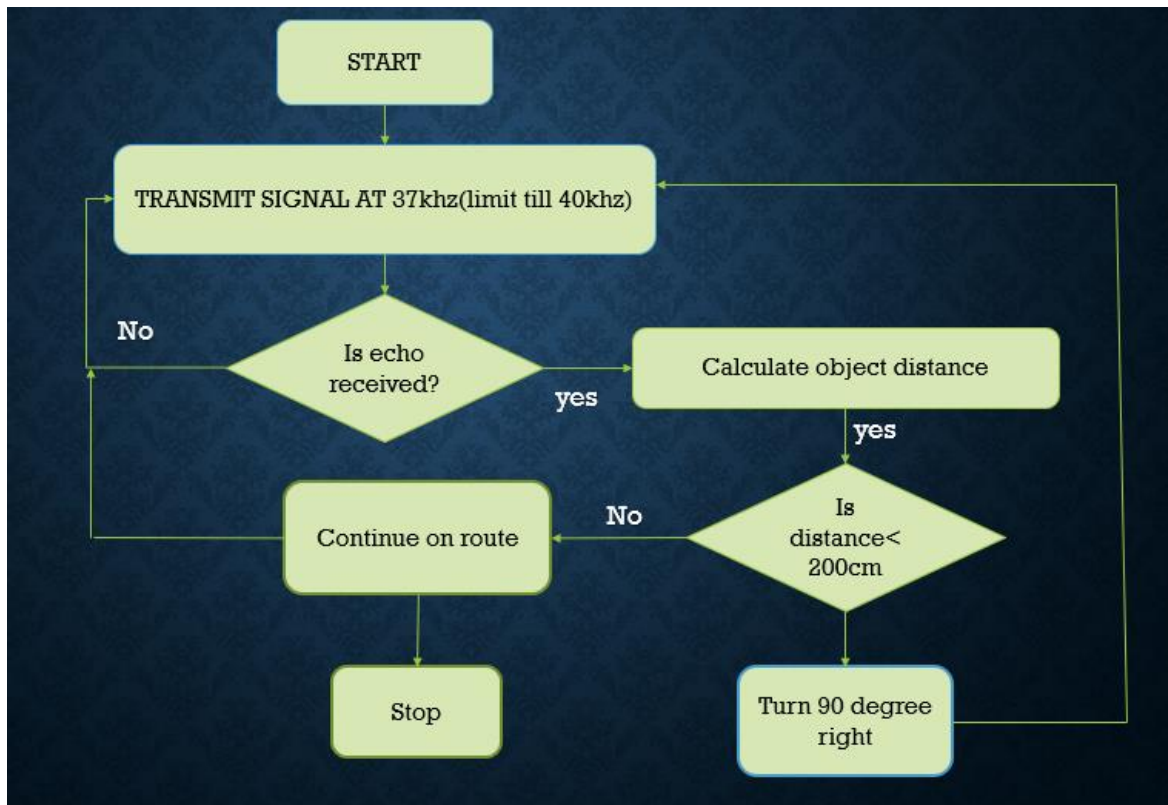 START
TRANSMIT SIGNAL AT 37khz(limit till 40khz)
No
Is echo
received?
yes
Calculate object distance
yes
Is
distance<
200cm
No
Continue on route
Stop
Turn 90 degree
right